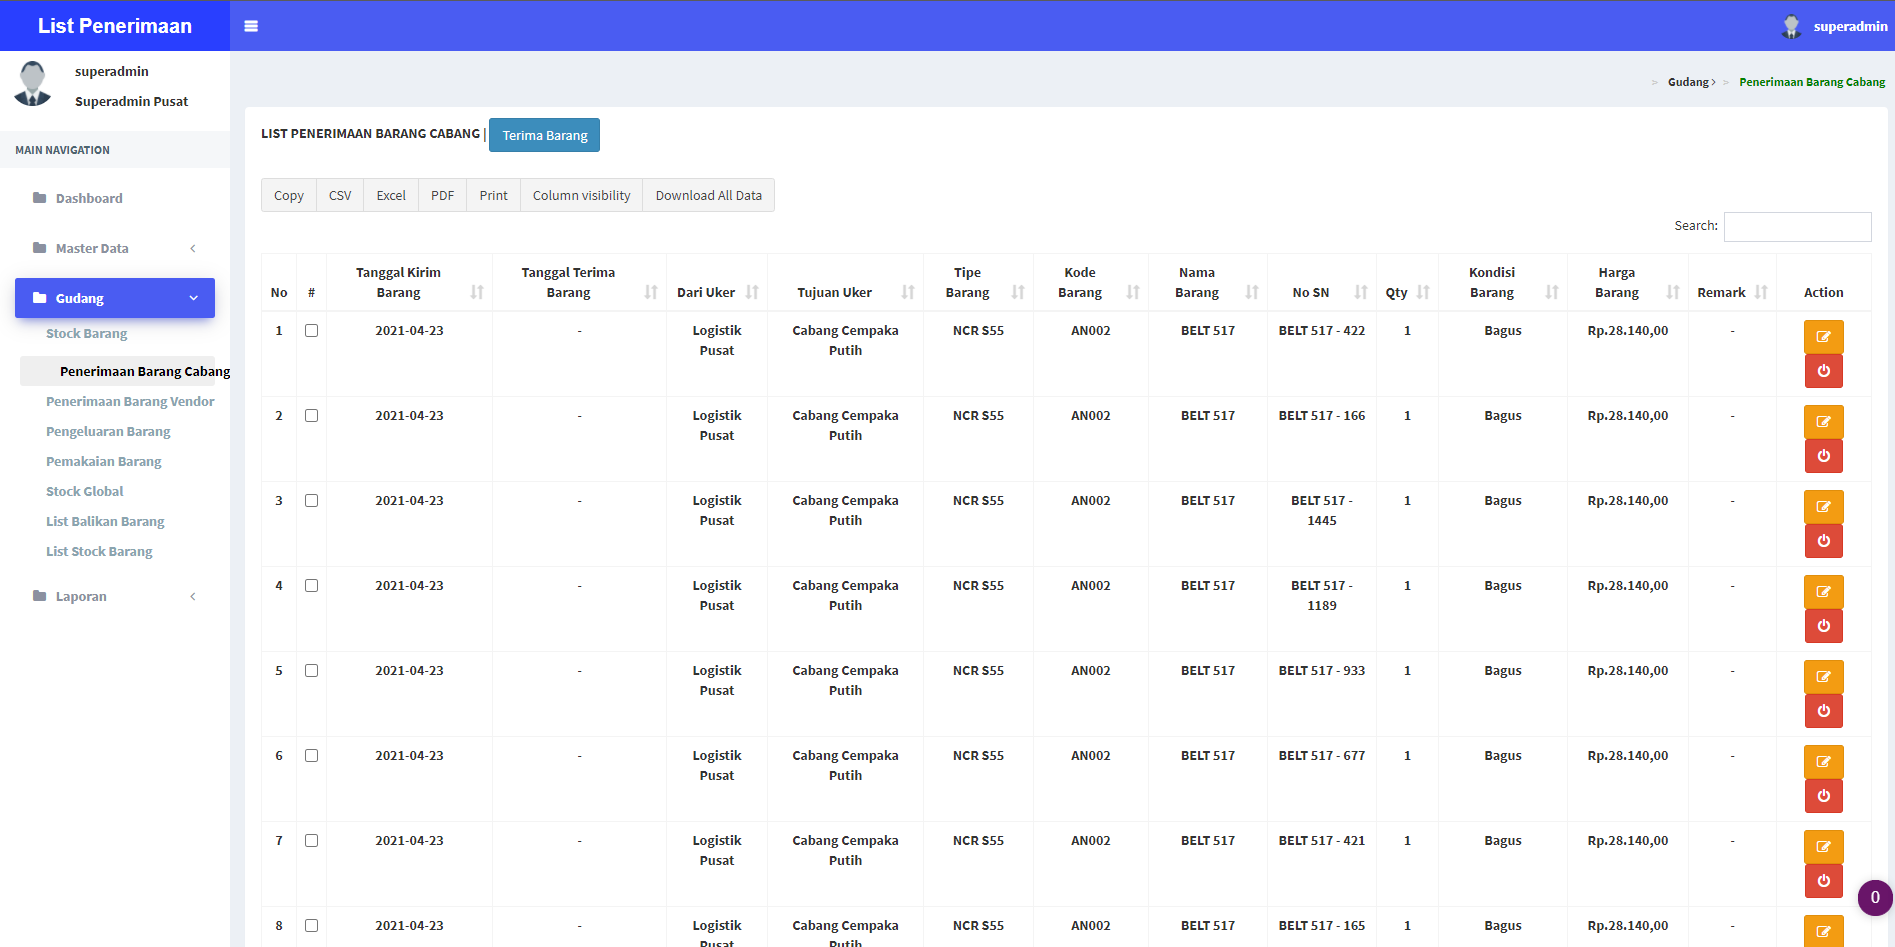 List Penerimaan
superadmin
superadmin
Superadmin Pusat
MAIN NAVIGATION
Dashboard
Master Data
Gudang
Stock Barang
Penerimaan Barang Cabang
Penerimaan Barang Vendor
Pengeluaran Barang
Pemakaian Barang
Stock Global
List Balikan Barang
List Stock Barang
Laporan
> Gudang > > Penerimaan Barang Cabang
LIST PENERIMAAN BARANG CABANG | Terima Barang
Copy CSV Excel PDF Print Column visibility Download All Data
Search:
No # Tanggal Kirim Barang Tanggal Terima Barang Dari Uker Tujuan Uker Tipe Barang Kode Barang Nama Barang No SN Qty Kondisi Barang Harga Barang Remark Action
1 2021-04-23 - Logistik Pusat Cabang Cempaka Putih NCR S55 AN002 BELT 517 BELT 517 - 422 1 Bagus Rp.28.140,00 -
2 2021-04-23 - Logistik Pusat Cabang Cempaka Putih NCR S55 AN002 BELT 517 BELT 517 - 166 1 Bagus Rp.28.140,00 -
3 2021-04-23 - Logistik Pusat Cabang Cempaka Putih NCR S55 AN002 BELT 517 BELT 517 - 1445 1 Bagus Rp.28.140,00 -
4 2021-04-23 - Logistik Pusat Cabang Cempaka Putih NCR S55 AN002 BELT 517 BELT 517 - 1189 1 Bagus Rp.28.140,00 -
5 2021-04-23 - Logistik Pusat Cabang Cempaka Putih NCR S55 AN002 BELT 517 BELT 517 - 933 1 Bagus Rp.28.140,00 -
6 2021-04-23 - Logistik Pusat Cabang Cempaka Putih NCR S55 AN002 BELT 517 BELT 517 - 677 1 Bagus Rp.28.140,00 -
7 2021-04-23 - Logistik Pusat Cabang Cempaka Putih NCR S55 AN002 BELT 517 BELT 517 - 421 1 Bagus Rp.28.140,00 -
8 2021-04-23 - Logistik Pusat Cabang Cempaka Putih NCR S55 AN002 BELT 517 BELT 517 - 165 1 Bagus Rp.28.140,00 -
0